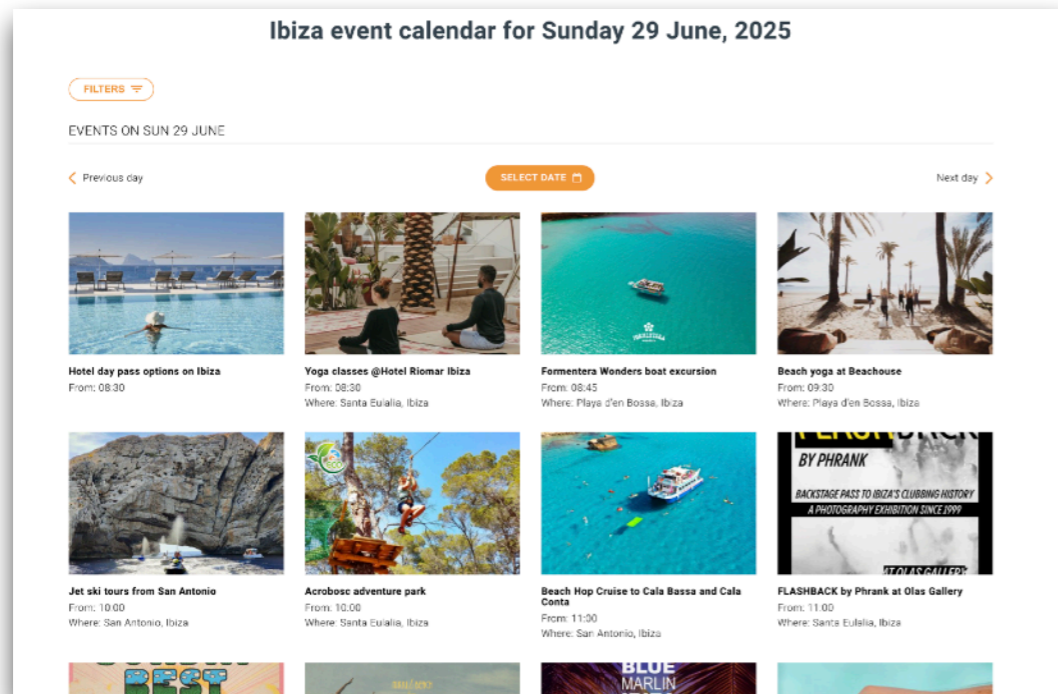 Ibiza event calendar for Sunday 29 June, 2025
FILTERS
EVENTS ON SUN 29 JUNE
Previous day
SELECT DATE
Next day
Hotel day pass options on Ibiza
From: 08:30
Yoga classes @Hotel Riomar Ibiza
From: 08:30
Where: Santa Eulalia, Ibiza
Formentera Wonders boat excursion
From: 08:45
Where: Playa d'en Bossa, Ibiza
Beach yoga at Beachouse
From: 09:30
Where: Playa d'en Bossa, Ibiza
FLASHBACK
BY PHRANK
BACKSTAGE PASS TO IBIZA'S CLUBBING HISTORY
A PHOTOGRAPHY EXHIBITION SINCE 1999
AT OLAS GALLERY
Jet ski tours from San Antonio
From: 10:00
Where: San Antonio, Ibiza
Acrobosc adventure park
From: 10:00
Where: Santa Eulalia, Ibiza
Beach Hop Cruise to Cala Bassa and Cala
Conta
From: 11:00
Where: San Antonio, Ibiza
FLASHBACK by Phrank at Olas Gallery
From: 11:00
Where: Santa Eulalia, Ibiza
BEST
BLUE
MARLIN